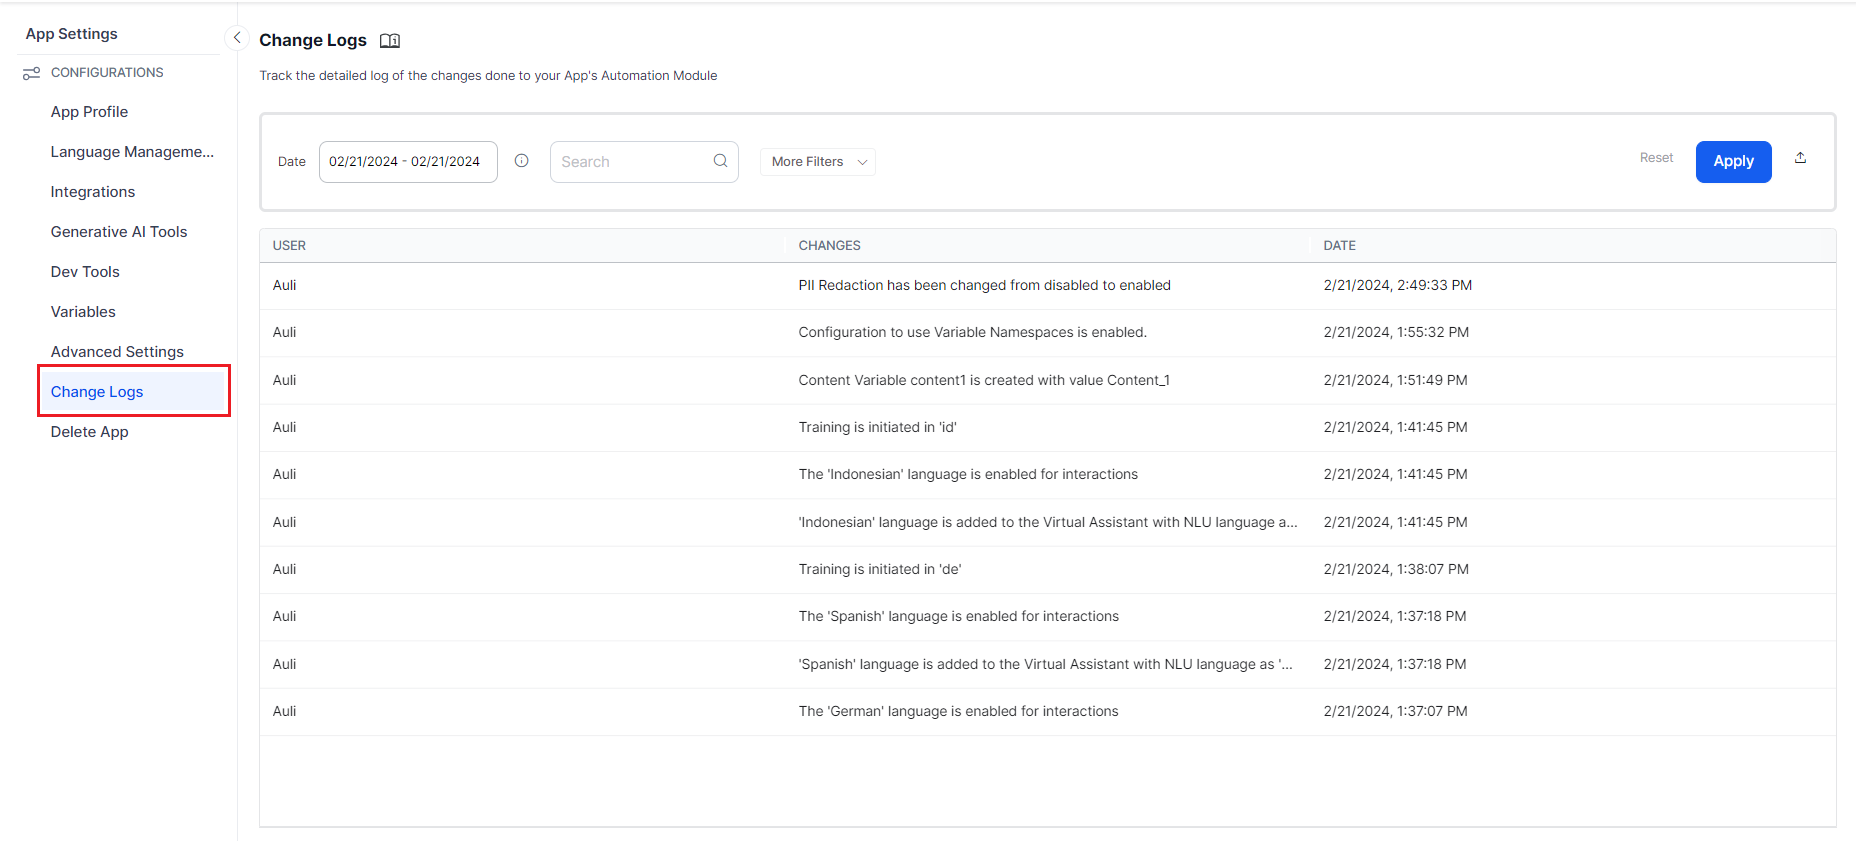 App Settings
CONFIGURATIONS
App Profile
Language Manageme...
Integrations
Generative AI Tools
Dev Tools
Variables
Advanced Settings
Change Logs
Delete App
Change Logs
Track the detailed log of the changes done to your App's Automation Module
Date 02/21/2024 - 02/21/2024 Search More Filters Reset Apply
USER CHANGES DATE
Auli PII Redaction has been changed from disabled to enabled 2/21/2024, 2:49:33 PM
Auli Configuration to use Variable Namespaces is enabled. 2/21/2024, 1:55:32 PM
Auli Content Variable content1 is created with value Content_1 2/21/2024, 1:51:49 PM
Auli Training is initiated in 'id' 2/21/2024, 1:41:45 PM
Auli The 'Indonesian' language is enabled for interactions 2/21/2024, 1:41:45 PM
Auli 'Indonesian' language is added to the Virtual Assistant with NLU language a... 2/21/2024, 1:41:45 PM
Auli Training is initiated in 'de' 2/21/2024, 1:38:07 PM
Auli The 'Spanish' language is enabled for interactions 2/21/2024, 1:37:18 PM
Auli 'Spanish' language is added to the Virtual Assistant with NLU language as '... 2/21/2024, 1:37:18 PM
Auli The 'German' language is enabled for interactions 2/21/2024, 1:37:07 PM